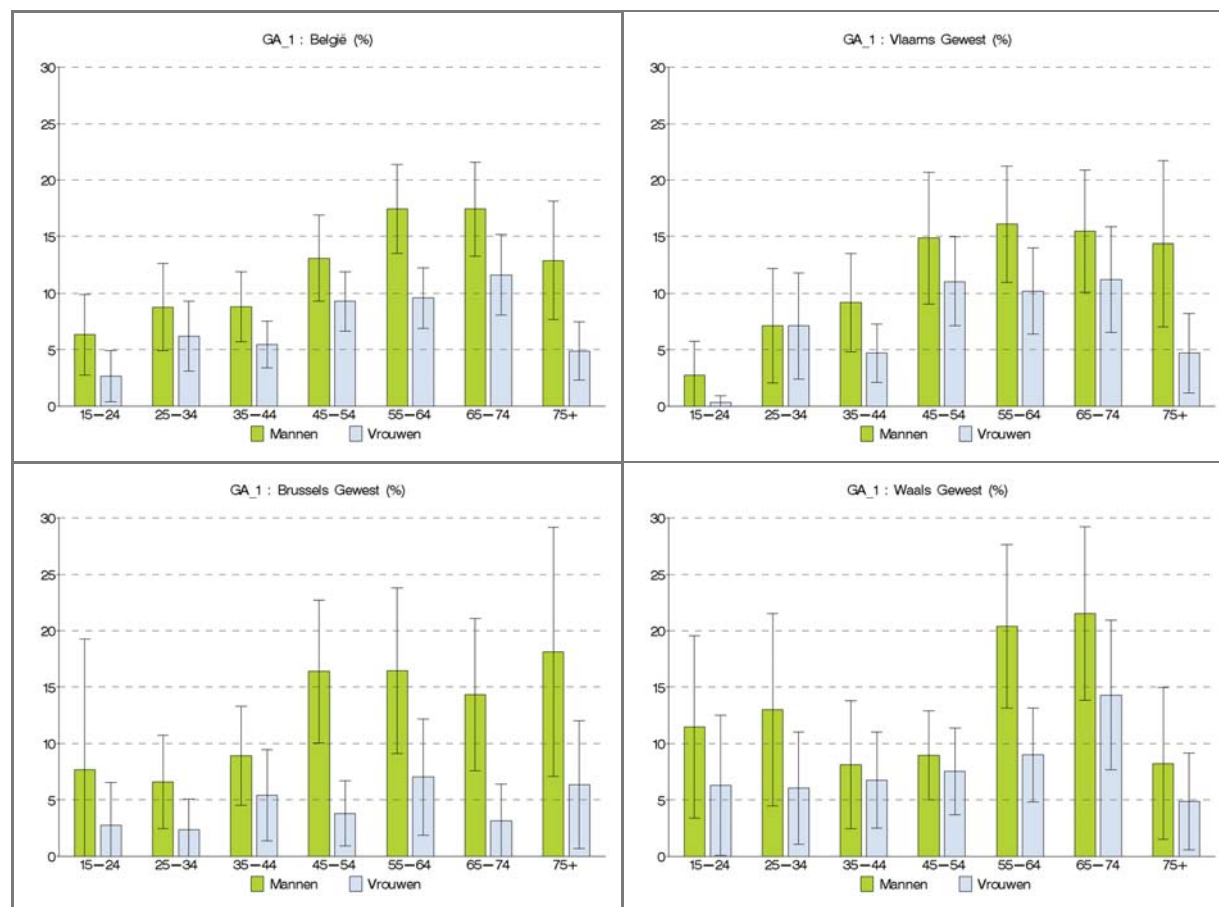 GA_1 : België (%)
30
25
20
15
10
5
0
15-24 25-34 35-44 45-54 55-64 65-74 75+
Mannen Vrouwen
GA_1 : Vlaams Gewest (%)
30
25
20
15
10
5
0
15-24 25-34 35-44 45-54 55-64 65-74 75+
Mannen Vrouwen
GA_1 : Brussels Gewest (%)
30
25
20
15
10
5
0
15-24 25-34 35-44 45-54 55-64 65-74 75+
Mannen Vrouwen
GA_1 : Waals Gewest (%)
30
25
20
15
10
5
0
15-24 25-34 35-44 45-54 55-64 65-74 75+
Mannen Vrouwen